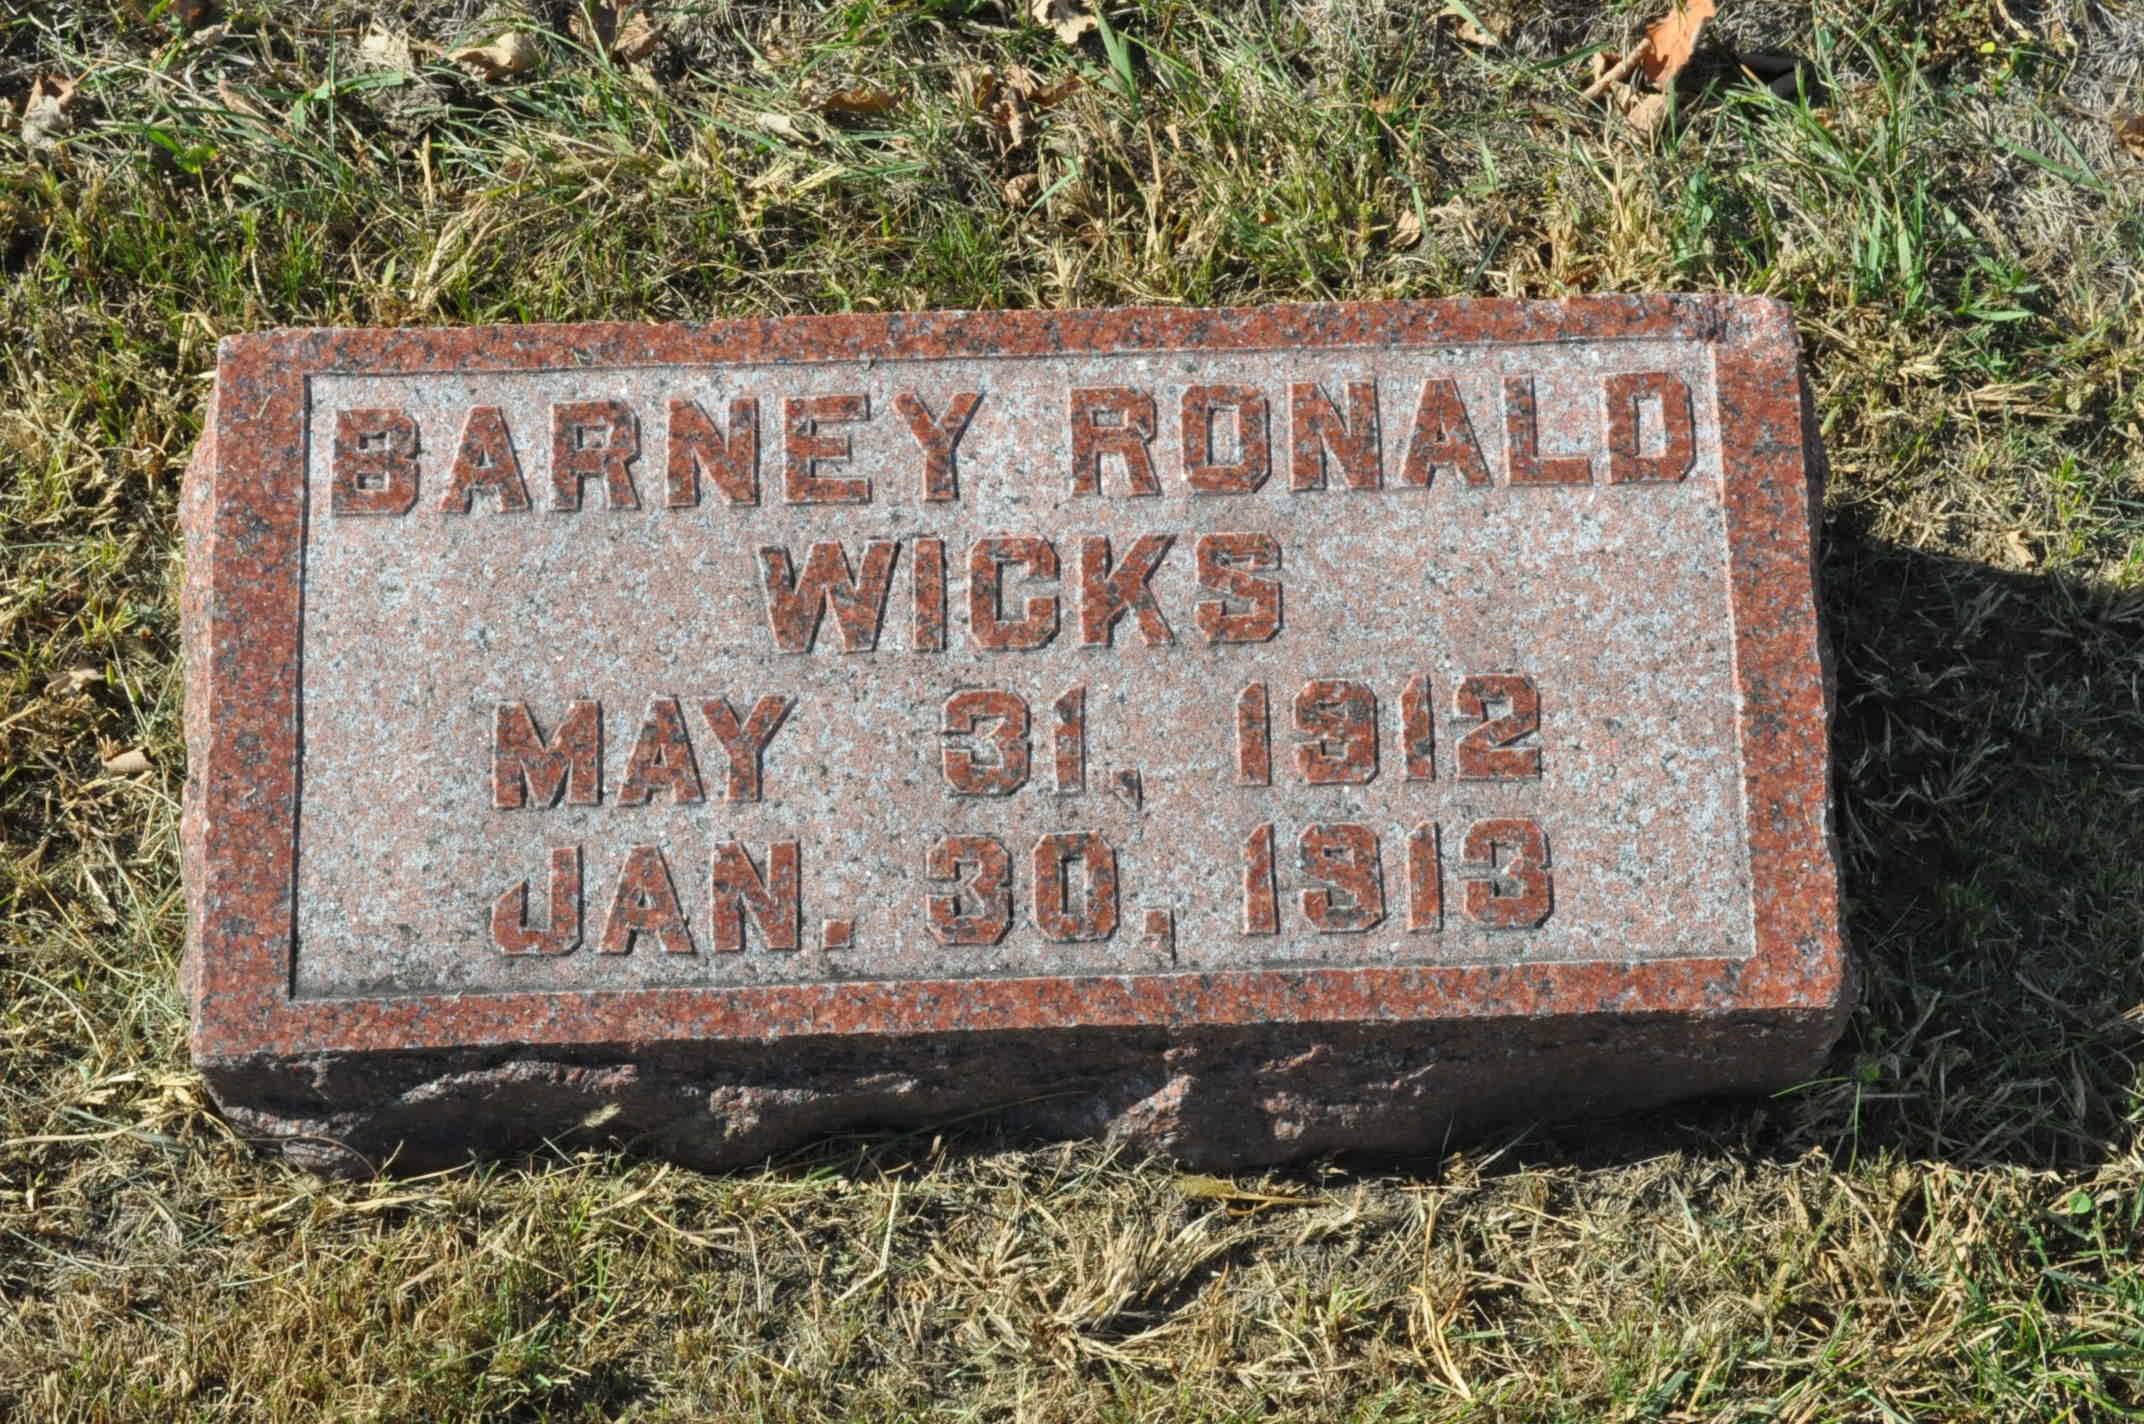 BARNEY RONALD
WICKS
MAY 31, 1912
JAN. 30, 1913